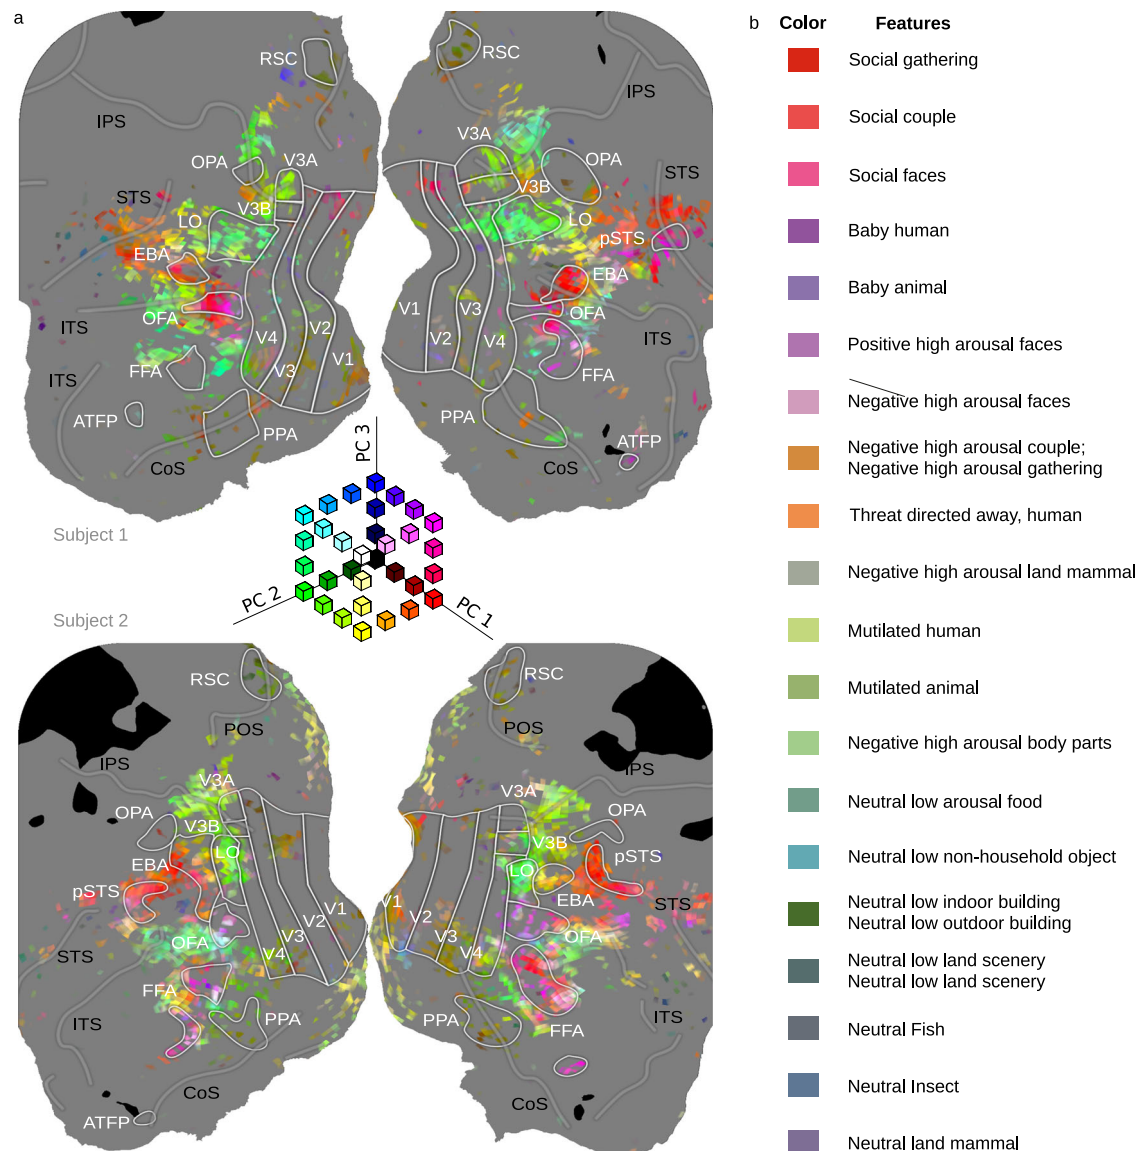 a
RSC
IPS
OPA
V3A
STS
V3B
LO
EBA
OFA
ITS
V4
V2
V3
V1
FFA
ITS
ATFP
PPA
CoS
RSC
IPS
V3A
OPA
STS
V3B
LO
pSTS
EBA
V1
V3
OFA
ITS
V2
V4
FFA
PPA
ATFP
CoS
PC 3
PC 2
PC 1
Subject 1
Subject 2
RSC
POS
IPS
V3A
OPA
V3B
LO
EBA
pSTS
V1
V2
OFA
V3
STS
V4
FFA
ITS
PPA
CoS
ATFP
RSC
POS
IPS
V3A
OPA
V3B
pSTS
LO
EBA
V1
STS
V2
V3
OFA
V4
PPA
FFA
ITS
CoS
b
Color
Features
Social gathering
Social couple
Social faces
Baby human
Baby animal
Positive high arousal faces
Negative high arousal faces
Negative high arousal couple;
Negative high arousal gathering
Threat directed away, human
Negative high arousal land mammal
Mutilated human
Mutilated animal
Negative high arousal body parts
Neutral low arousal food
Neutral low non-household object
Neutral low indoor building
Neutral low outdoor building
Neutral low land scenery
Neutral low land scenery
Neutral Fish
Neutral Insect
Neutral land mammal